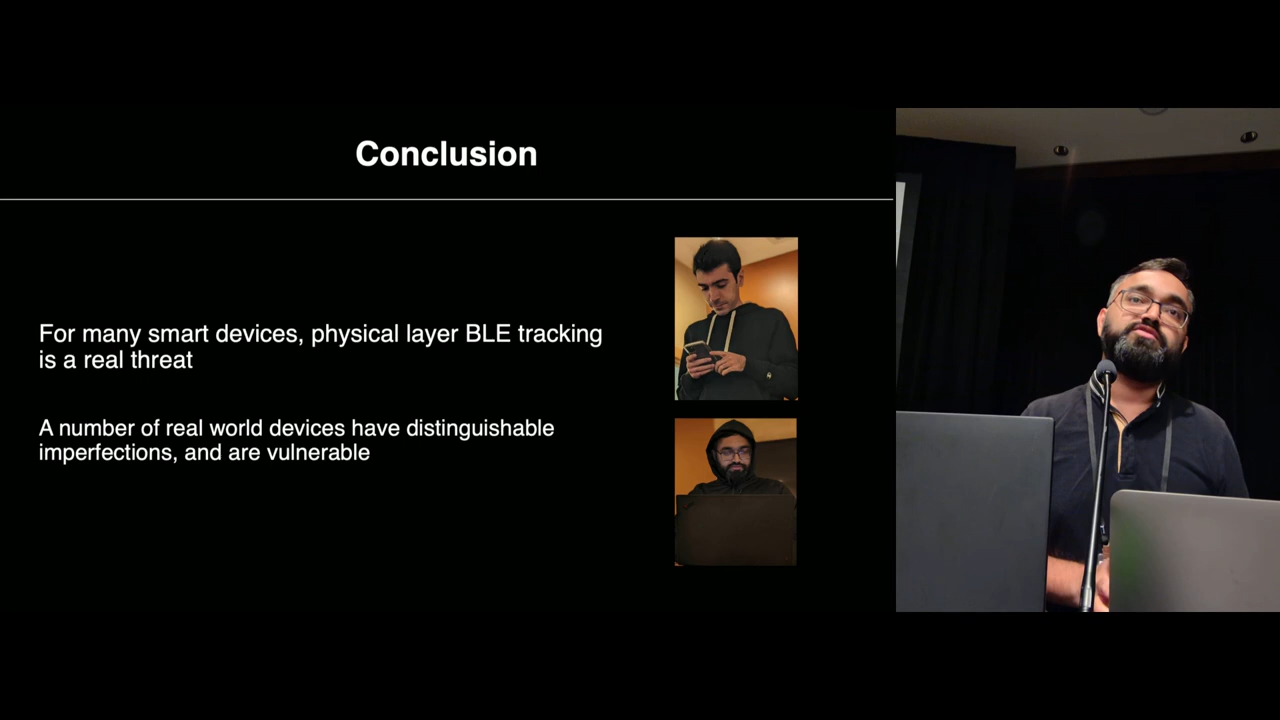 Conclusion
For many smart devices, physical layer BLE tracking
is a real threat
A number of real world devices have distinguishable
imperfections, and are vulnerable